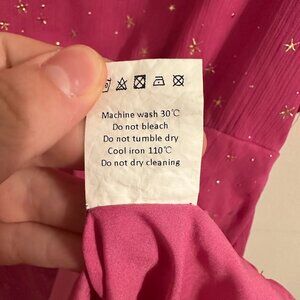 Machine wash 30℃
Do not bleach
Do not tumble dry
Cool iron 110℃
Do not dry cleaning